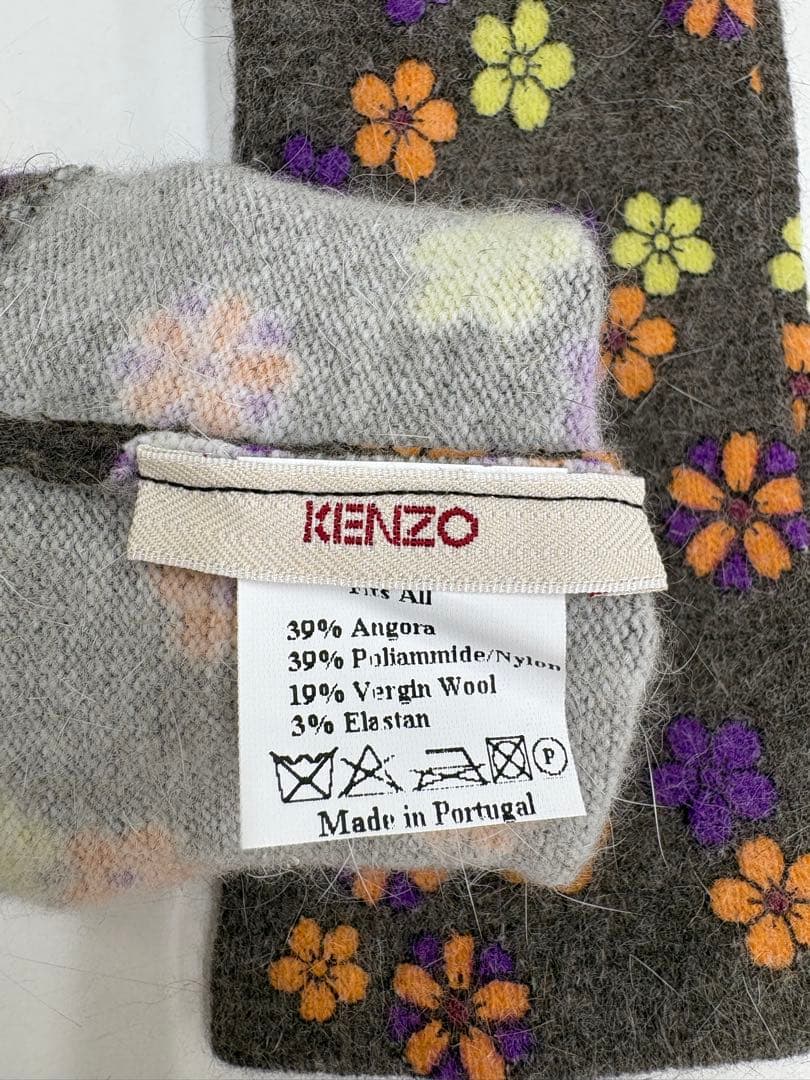 KENZO
Fits All
39% Angora
39% Poliammide/Nylon
19% Vergin Wool
3% Elastan
P
Made in Portugal